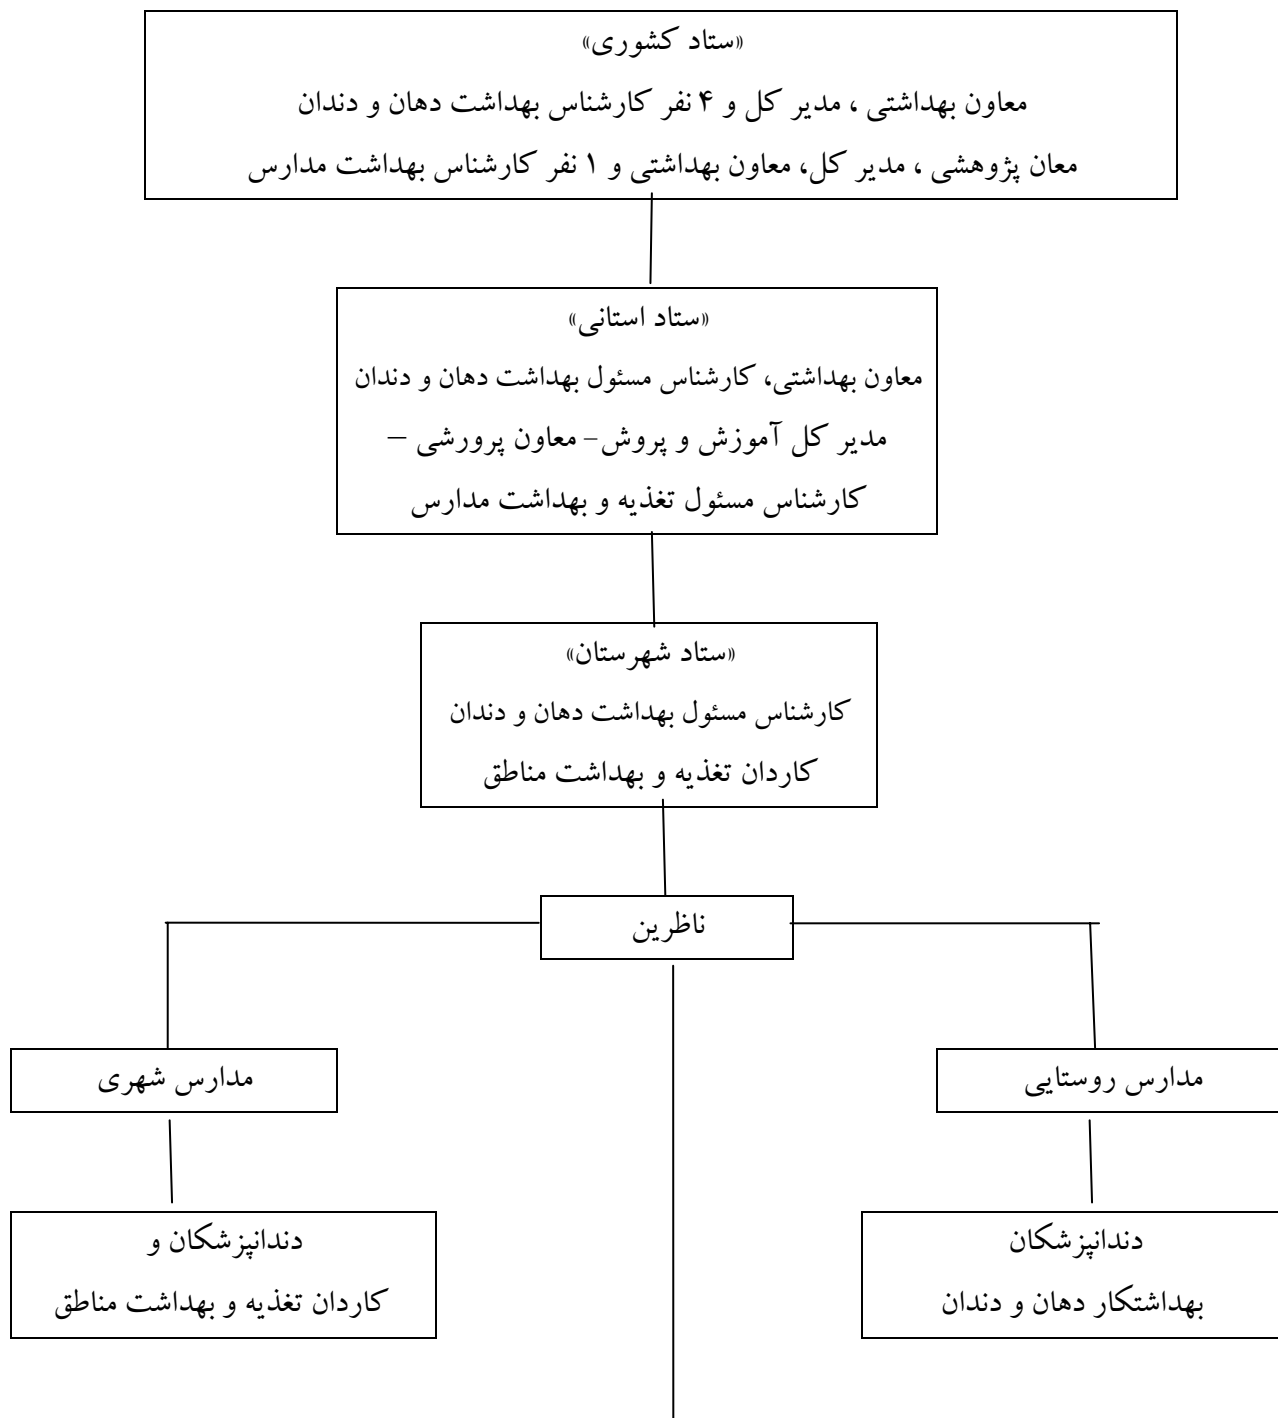 «ستاد کشوری»
معاون بهداشتی ، مدیر کل و ۴ نفر کارشناس بهداشت دهان و دندان
معان پژوهشی ، مدیر کل، معاون بهداشتی و ۱ نفر کارشناس بهداشت مدارس
«ستاد استانی»
معاون بهداشتی، کارشناس مسئول بهداشت دهان و دندان
مدیر کل آموزش و پروش- معاون پرورشی –
کارشناس مسئول تغذیه و بهداشت مدارس
«ستاد شهرستان»
کارشناس مسئول بهداشت دهان و دندان
کاردان تغذیه و بهداشت مناطق
ناظرین
مدارس روستایی
مدارس شهری
دندانپزشکان
بهداشتکار دهان و دندان
دندانپزشکان و
کاردان تغذیه و بهداشت مناطق